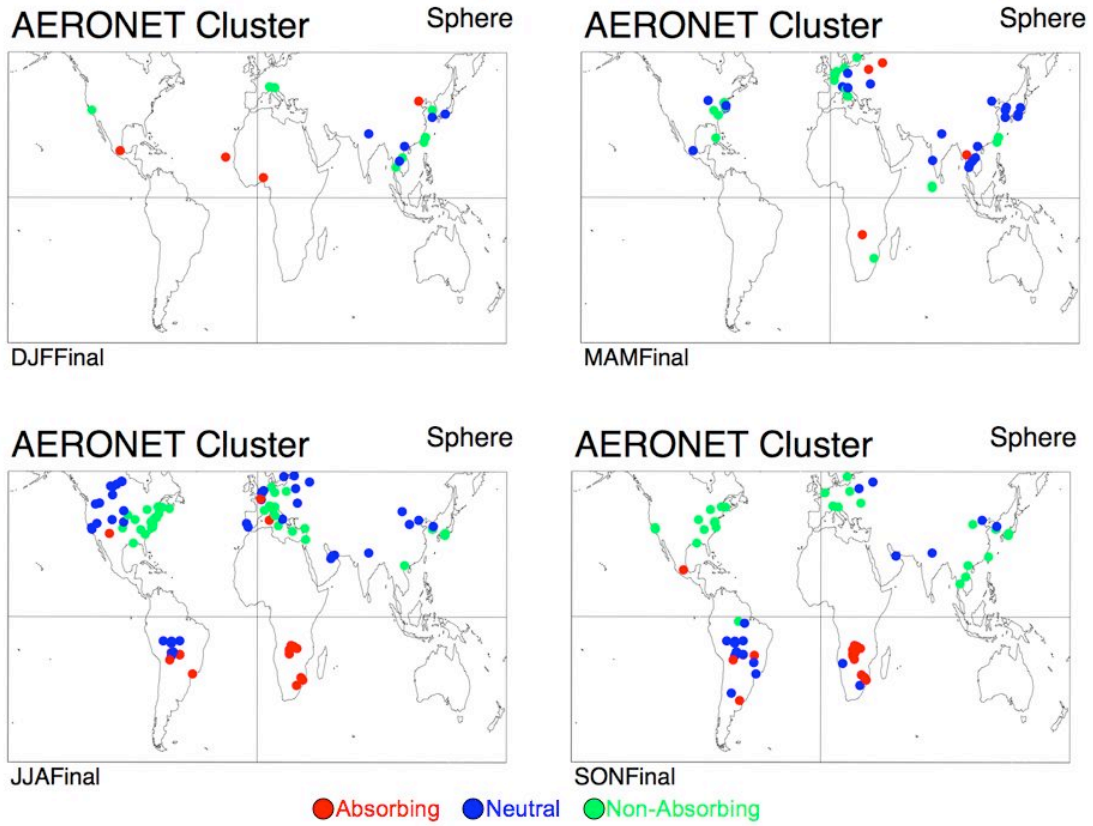 AERONET Cluster Sphere
DJFFinal
AERONET Cluster Sphere
MAMFinal
AERONET Cluster Sphere
JJAFinal
AERONET Cluster Sphere
SONFinal
Absorbing Neutral Non-Absorbing